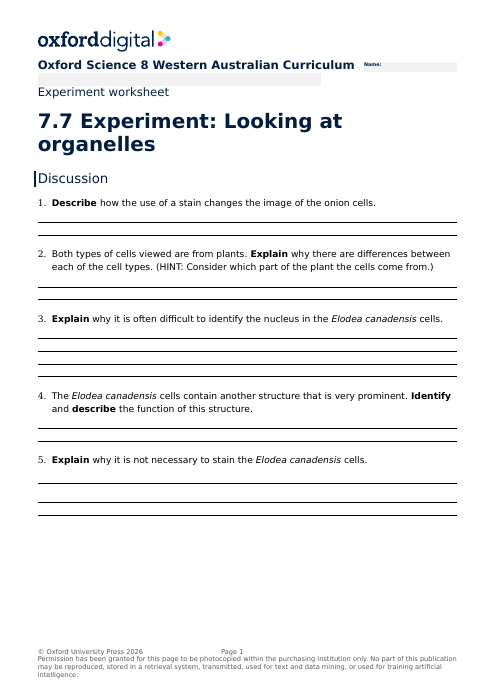 oxforddigital
Oxford Science 8 Western Australian Curriculum Name:
Experiment worksheet
7.7 Experiment: Looking at
organelles
Discussion
1. Describe how the use of a stain changes the image of the onion cells.
2. Both types of cells viewed are from plants. Explain why there are differences between
each of the cell types. (HINT: Consider which part of the plant the cells come from.)
3. Explain why it is often difficult to identify the nucleus in the Elodea canadensis cells.
4. The Elodea canadensis cells contain another structure that is very prominent. Identify
and describe the function of this structure.
5. Explain why it is not necessary to stain the Elodea canadensis cells.
© Oxford University Press 2026 Page 1
Permission has been granted for this page to be photocopied within the purchasing institution only. No part of this publication
may be reproduced, stored in a retrieval system, transmitted, used for text and data mining, or used for training artificial
intelligence.